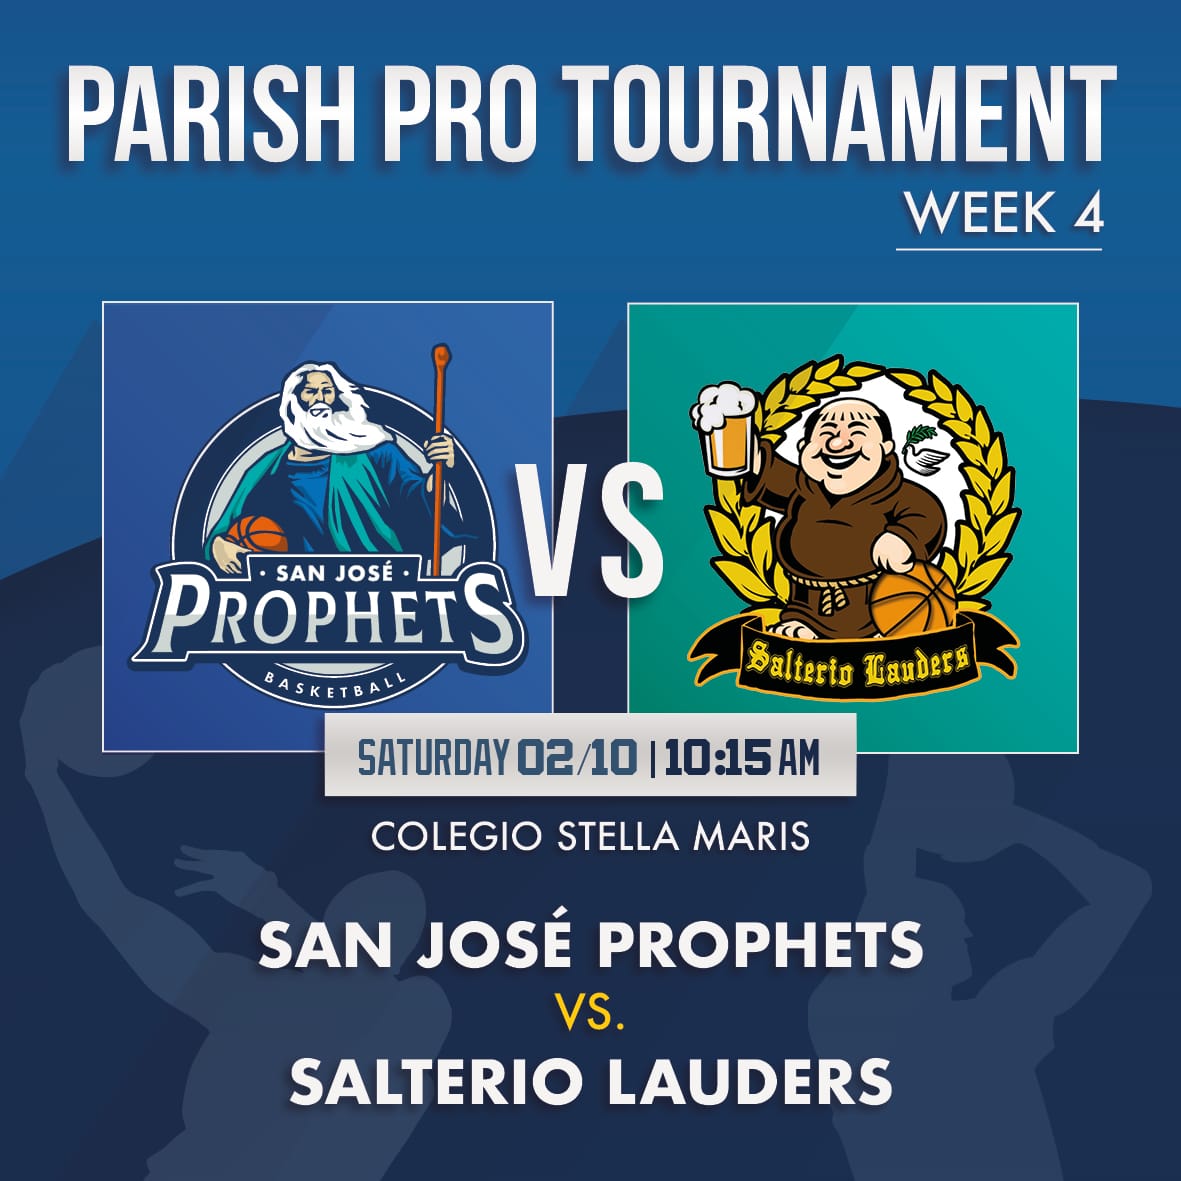 PARISH PRO TOURNAMENT
WEEK 4
VS
· SAN JOSÉ ·
PROPHETS
BASKETBALL
Salterio Lauders
SATURDAY 02/10 | 10:15 AM
COLEGIO STELLA MARIS
SAN JOSÉ PROPHETS
VS.
SALTERIO LAUDERS